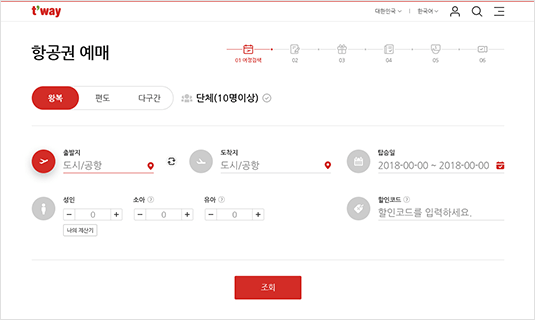 t'way
대한민국 | 한국어
항공권 예매
01 여정검색 02 03 04 05 06
왕복 편도 다구간 단체(10명이상)
출발지 도착지 탑승일
도시/공항 도시/공항 2018-00-00 ~ 2018-00-00
성인 소아 ? 유아 ? 할인코드 ?
− 0 + − 0 + − 0 + 할인코드를 입력하세요.
나이 계산기
조회